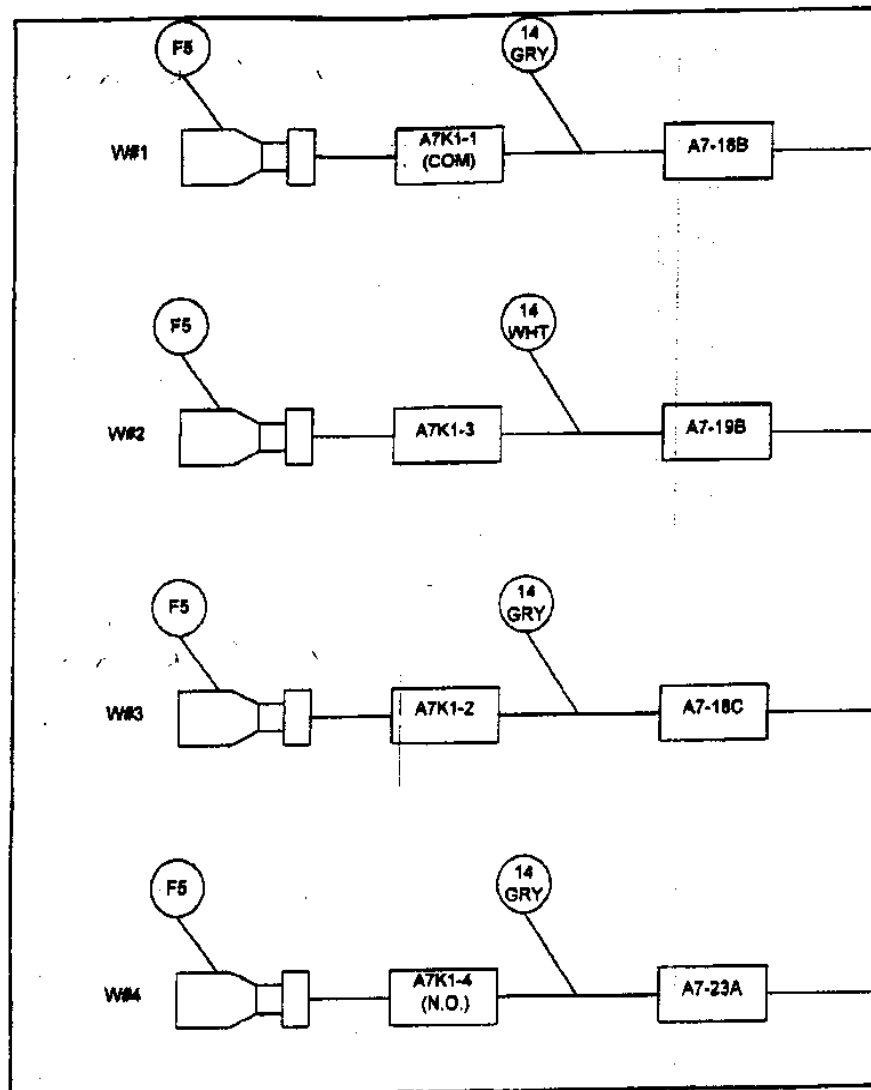 F5
14
GRY
W#1
A7K1-1
(COM)
A7-18B
F5
14
WHT
W#2
A7K1-3
A7-19B
F5
14
GRY
W#3
A7K1-2
A7-18C
F5
14
GRY
W#4
A7K1-4
(N.O.)
A7-23A